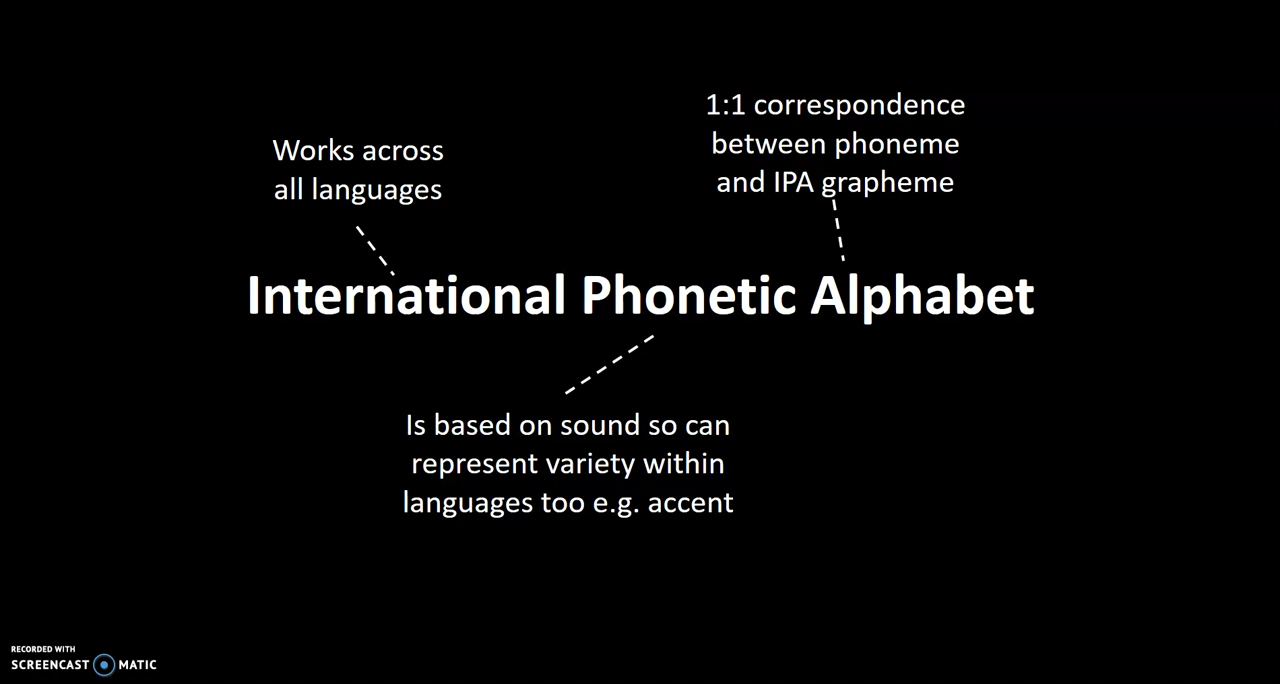 1:1 correspondence
between phoneme
and IPA grapheme
Works across
all languages
International Phonetic Alphabet
Is based on sound so can
represent variety within
languages too e.g. accent
RECORDED WITH
SCREENCAST MATIC